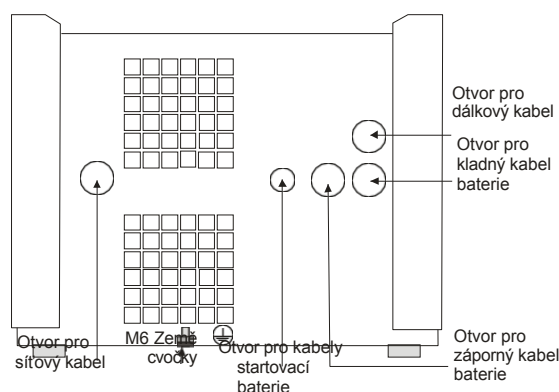 Otvor pro
dálkový kabel
Otvor pro
kladný kabel
baterie
Otvor pro
síťový kabel
M6 Země
cvočky
Otvor pro kabely
startovací
baterie
Otvor pro
záporný kabel
baterie